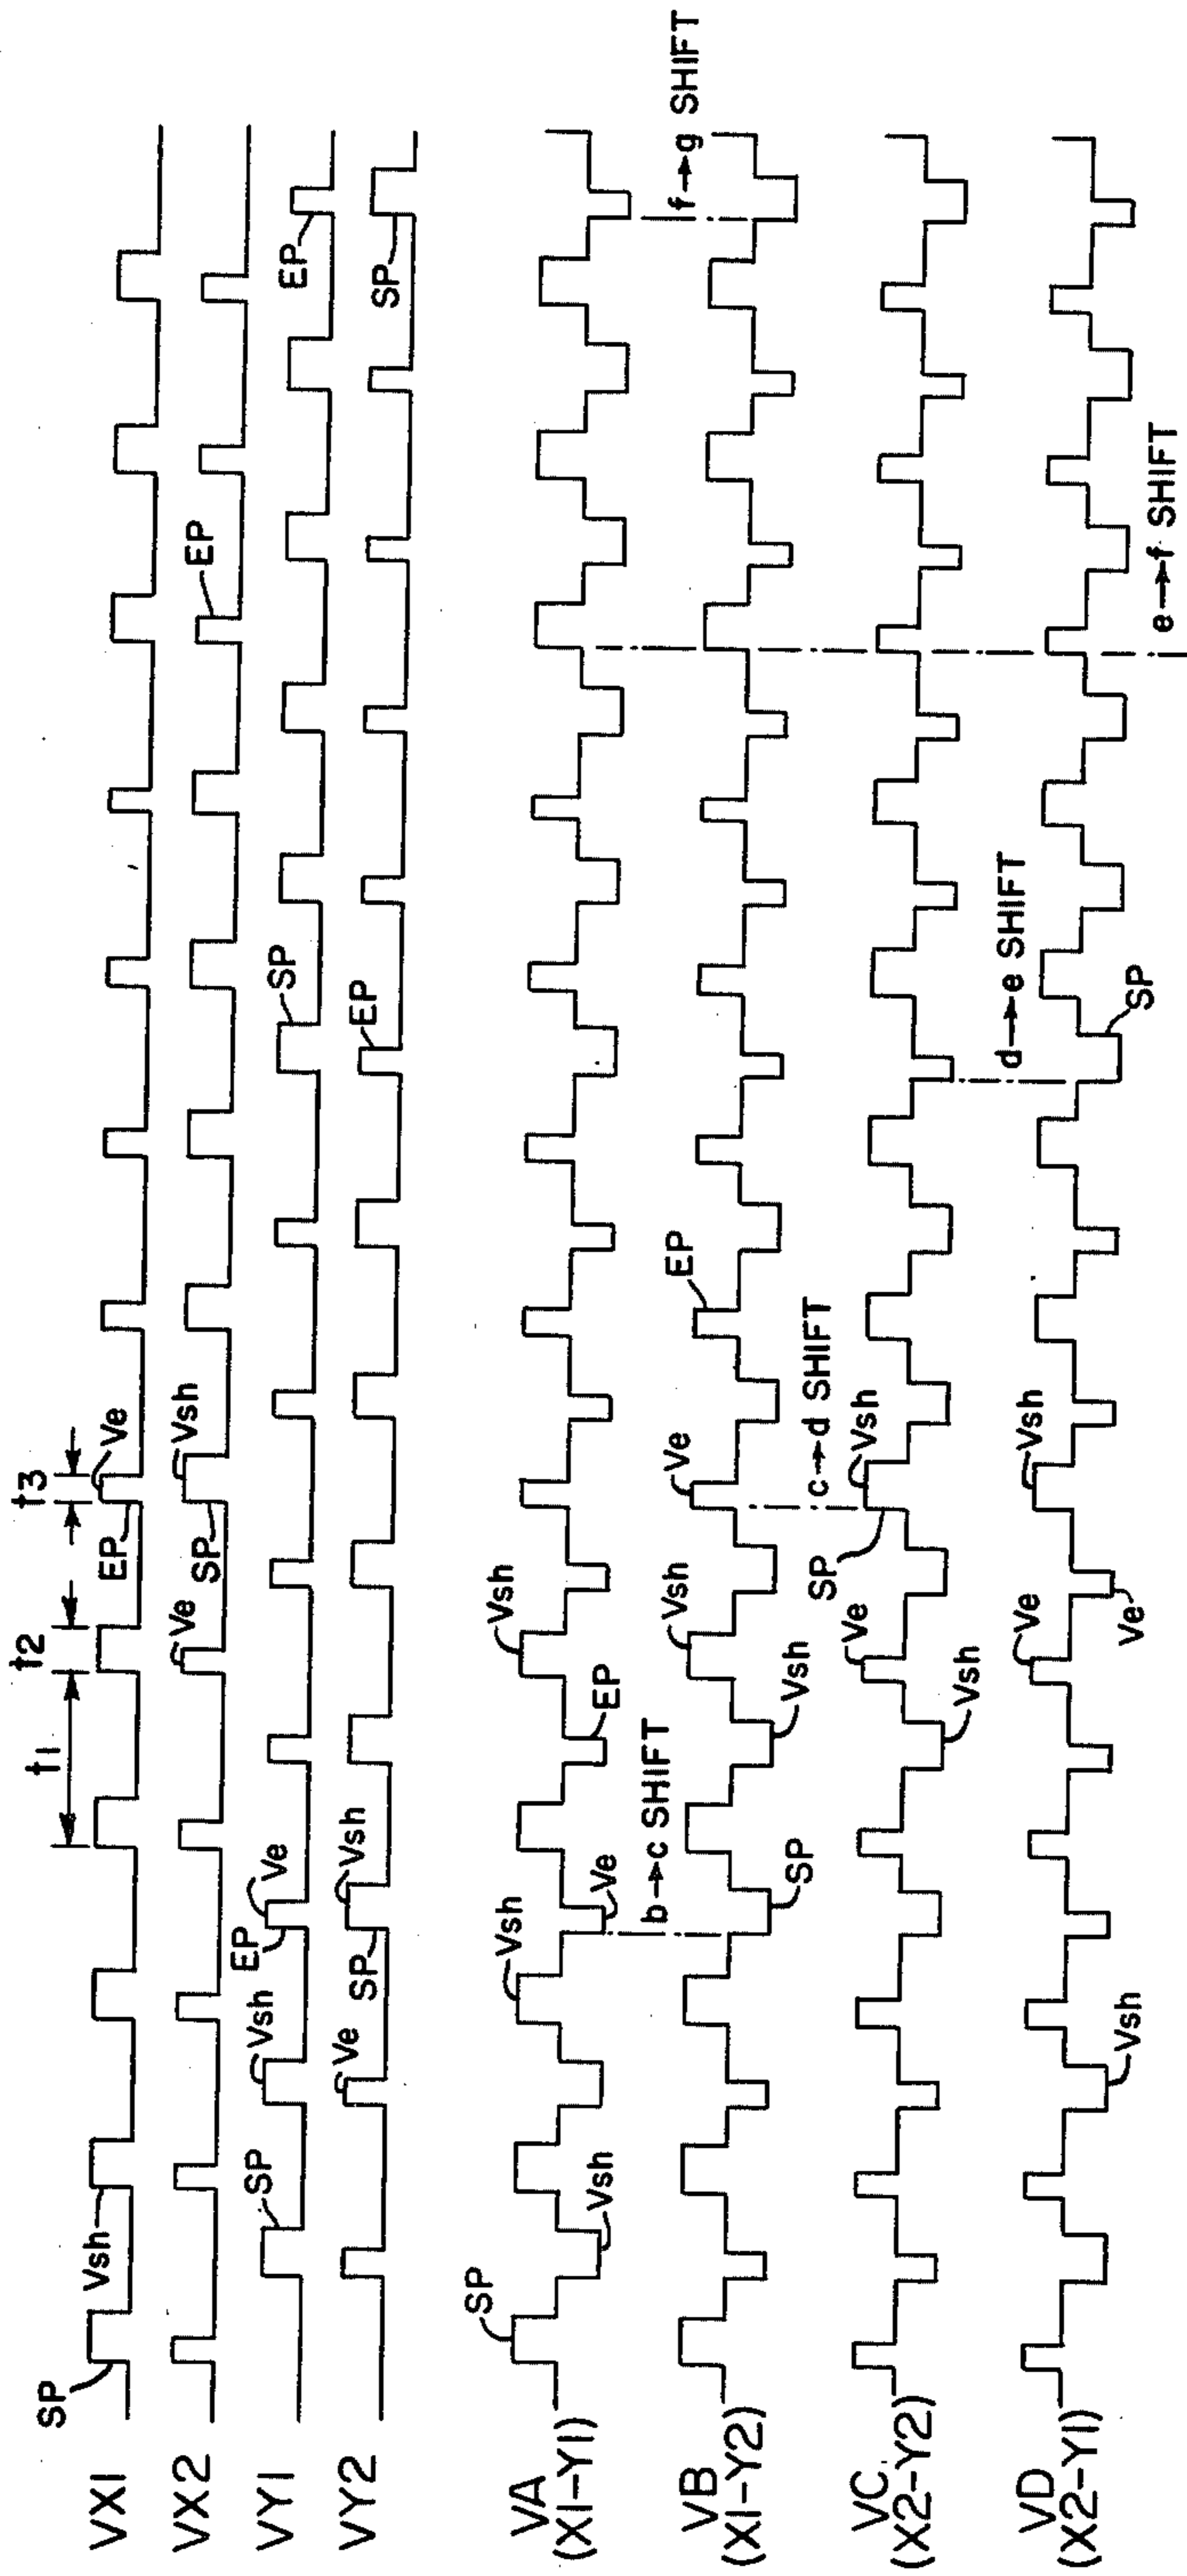 t1
t2
t3
VX1
SP
Vsh
EP
Ve
VX2
Ve
SP
Vsh
EP
VY1
SP
Vsh
EP
Ve
SP
EP
VY2
Ve
SP
Vsh
EP
SP
VA
(X1-Y1)
SP
Vsh
Vsh
Ve
EP
Vsh
b→c SHIFT
f→g SHIFT
VB
(X1-Y2)
SP
Vsh
Vsh
Ve
EP
c→d SHIFT
VC
(X2-Y2)
Vsh
Ve
SP
Vsh
d→e SHIFT
VD
(X2-Y1)
Vsh
Ve
Ve
Vsh
SP
e→f SHIFT